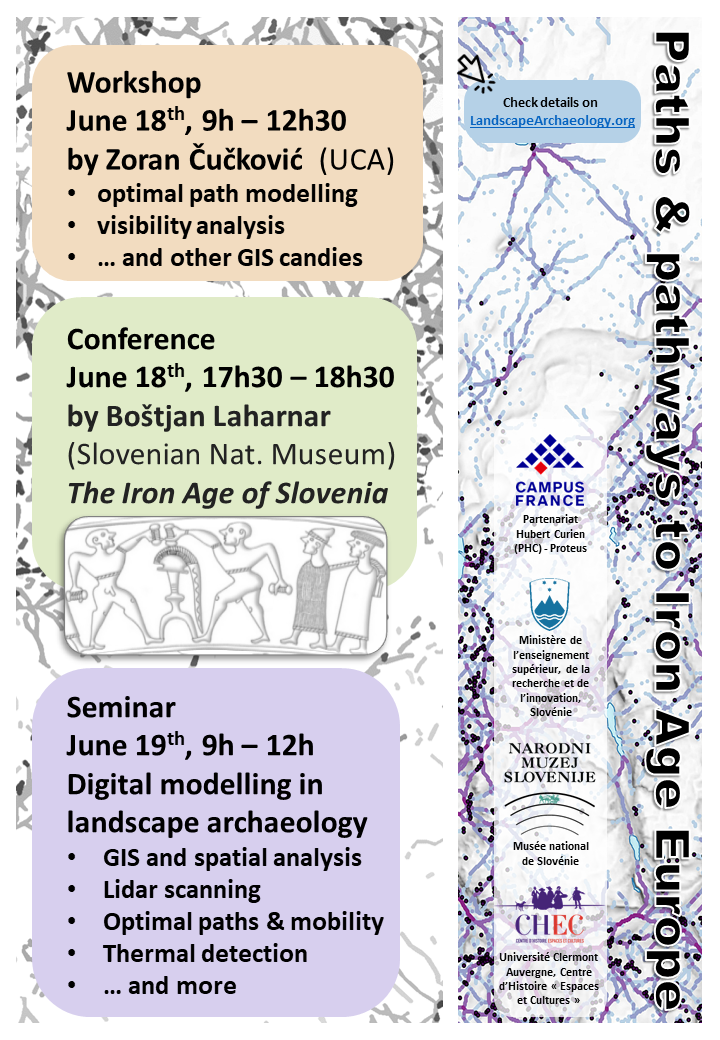 Workshop
June 18th, 9h – 12h30
by Zoran Čučković (UCA)
• optimal path modelling
• visibility analysis
• … and other GIS candies
Conference
June 18th, 17h30 – 18h30
by Boštjan Laharnar
(Slovenian Nat. Museum)
The Iron Age of Slovenia
Seminar
June 19th, 9h – 12h
Digital modelling in
landscape archaeology
• GIS and spatial analysis
• Lidar scanning
• Optimal paths & mobility
• Thermal detection
• … and more
Check details on
LandscapeArchaeology.org
Paths & pathways to Iron Age Europe
CAMPUS
FRANCE
Partenariat
Hubert Curien
(PHC) - Proteus
Ministère de
l’enseignement
supérieur, de la
recherche et de
l’innovation,
Slovénie
NARODNI
MUZEJ
SLOVENIJE
Musée national
de Slovénie
CHEC
CENTRE D'HISTOIRE ESPACES ET CULTURES
Université Clermont
Auvergne, Centre
d’Histoire « Espaces
et Cultures »